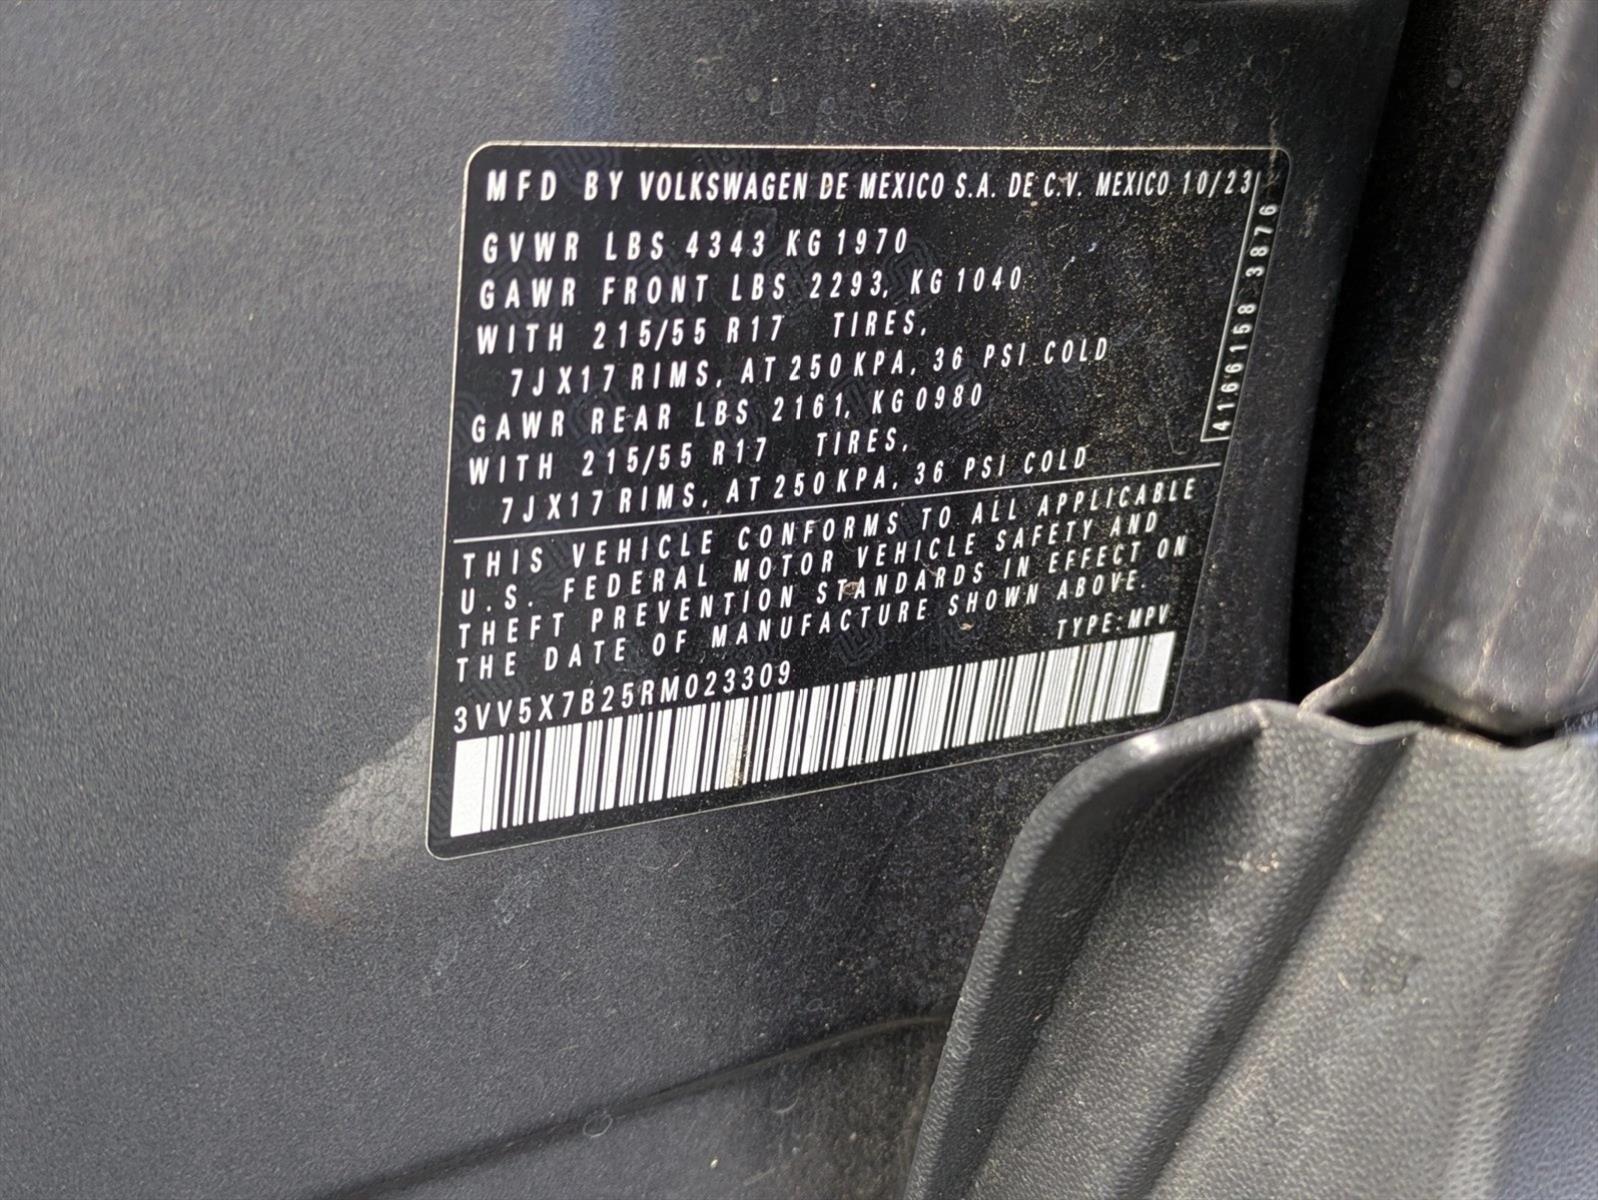 MFD BY VOLKSWAGEN DE MEXICO S.A. DE C.V. MEXICO 10/23
GVWR LBS 4343 KG 1970
GAWR FRONT LBS 2293, KG 1040
WITH 215/55 R17 TIRES,
7JX17 RIMS, AT 250KPA, 36 PSI COLD
GAWR REAR LBS 2161, KG 0980
WITH 215/55 R17 TIRES,
7JX17 RIMS, AT 250KPA, 36 PSI COLD
4166158 3876
THIS VEHICLE CONFORMS TO ALL APPLICABLE
U.S. FEDERAL MOTOR VEHICLE SAFETY AND
THEFT PREVENTION STANDARDS IN EFFECT ON
THE DATE OF MANUFACTURE SHOWN ABOVE.
TYPE:MPV
3VV5X7B25RM023309